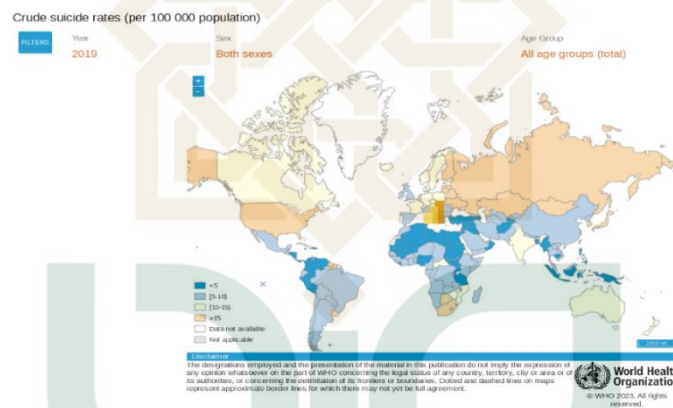 Crude suicide rates (per 100 000 population)
FILTERS
Year
Sex
Age Group
2019
Both sexes
All age groups (total)
+
−
<5
[5-10)
[10-15)
≥15
Data not available
Not applicable
Disclaimer
The designations employed and the presentation of the material in this publication do not imply the expression of
any opinion whatsoever on the part of WHO concerning the legal status of any country, territory, city or area or of
its authorities, or concerning the delimitation of its frontiers or boundaries. Dotted and dashed lines on maps
represent approximate border lines for which there may not yet be full agreement.
World Healt
Organizatio
© WHO 2023. All rights
reserved.